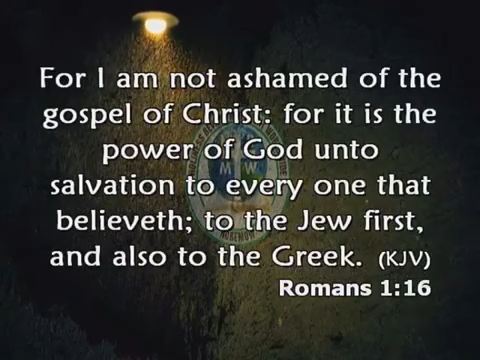 For I am not ashamed of the
gospel of Christ: for it is the
power of God unto
salvation to every one that
believeth; to the Jew first,
and also to the Greek. (KJV)
Romans 1:16
M W